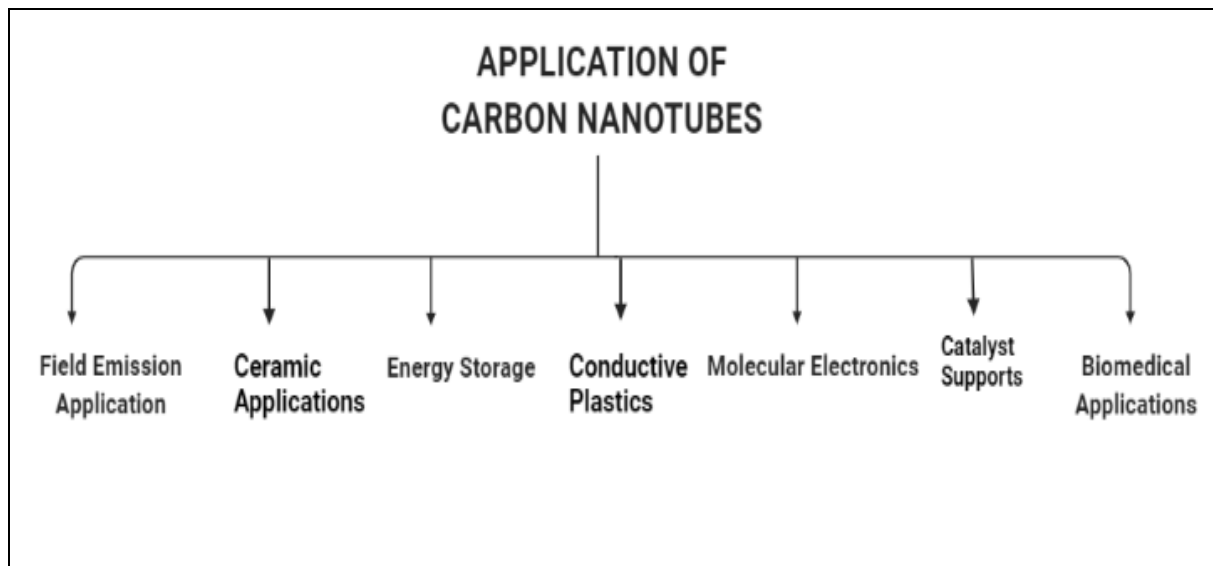 APPLICATION OF
CARBON NANOTUBES
Field Emission
Application
Ceramic
Applications
Energy Storage
Conductive
Plastics
Molecular Electronics
Catalyst
Supports
Biomedical
Applications